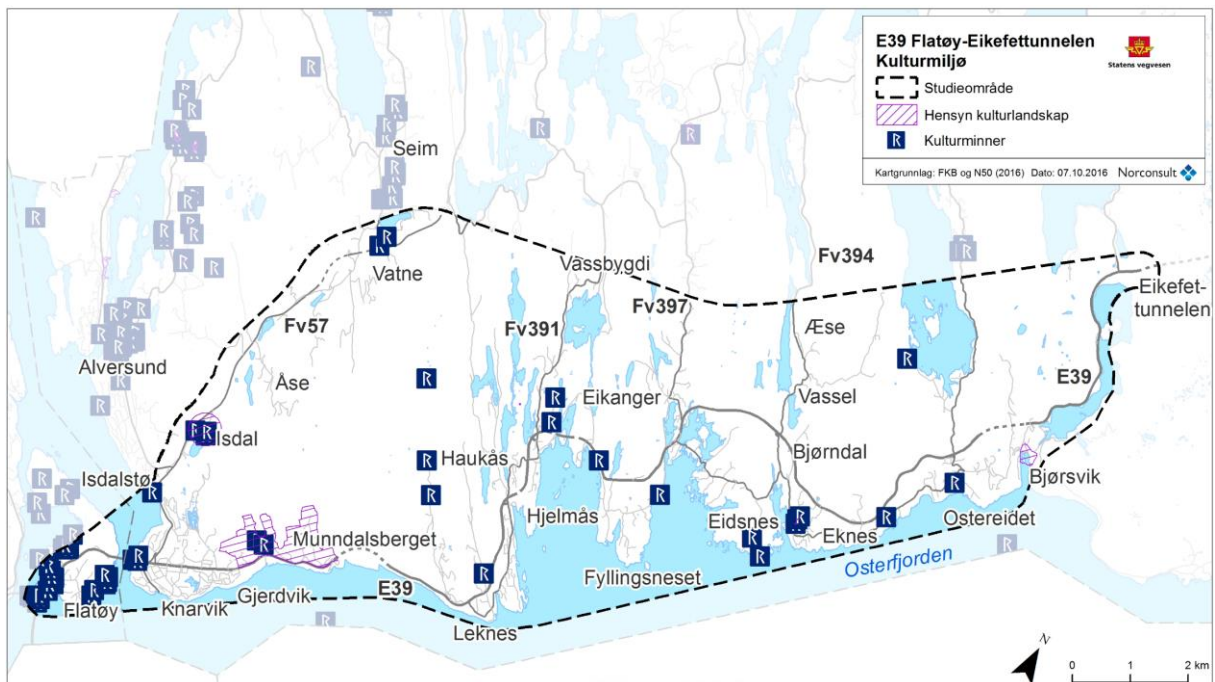 E39 Flatøy-Eikefettunnelen
Kulturmiljø
Statens vegvesen
Studieområde
Hensyn kulturlandskap
Kulturminner
Kartgrunnlag: FKB og N50 (2016) Dato: 07.10.2016 Norconsult
Seim
Vatne
Vassbygdi
Fv394
Eikefet-
tunnelen
Fv57
Fv391
Fv397
Æse
Alversund
Åse
E39
Eikanger
Vassel
Isdal
Haukås
Bjørndal
Isdalstø
Bjørsvik
Munndalsberget
Hjelmås
Eidsnes
Eknes
Ostereidet
Fyllingsneset
Osterfjorden
Flatøy
Knarvik
Gjerdvik
E39
Leknes
N
0 1 2 km